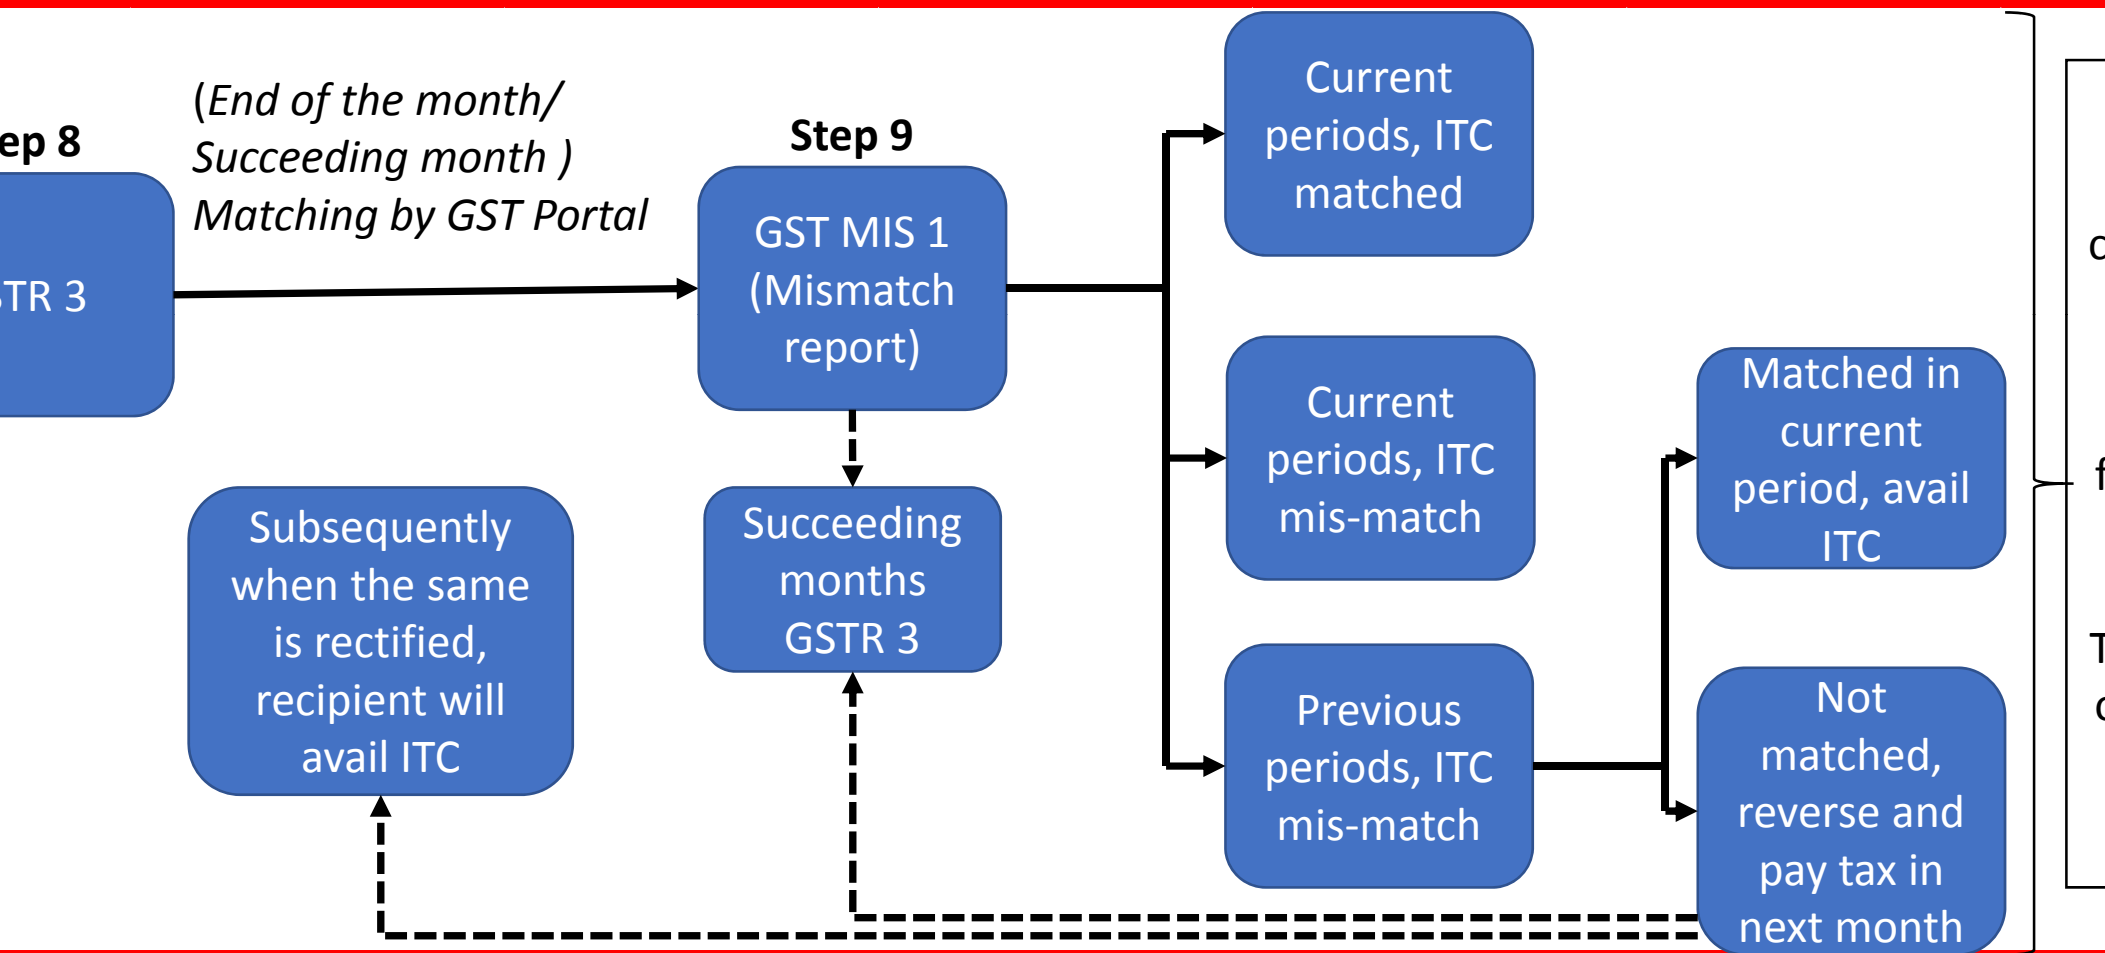 ep 8
STR 3
(End of the month/
Succeeding month )
Matching by GST Portal
Step 9
GST MIS 1
(Mismatch
report)
Current
periods, ITC
matched
Current
periods, ITC
mis-match
Previous
periods, ITC
mis-match
Matched in
current
period, avail
ITC
Not
matched,
reverse and
pay tax in
next month
Succeeding
months
GSTR 3
Subsequently
when the same
is rectified,
recipient will
avail ITC